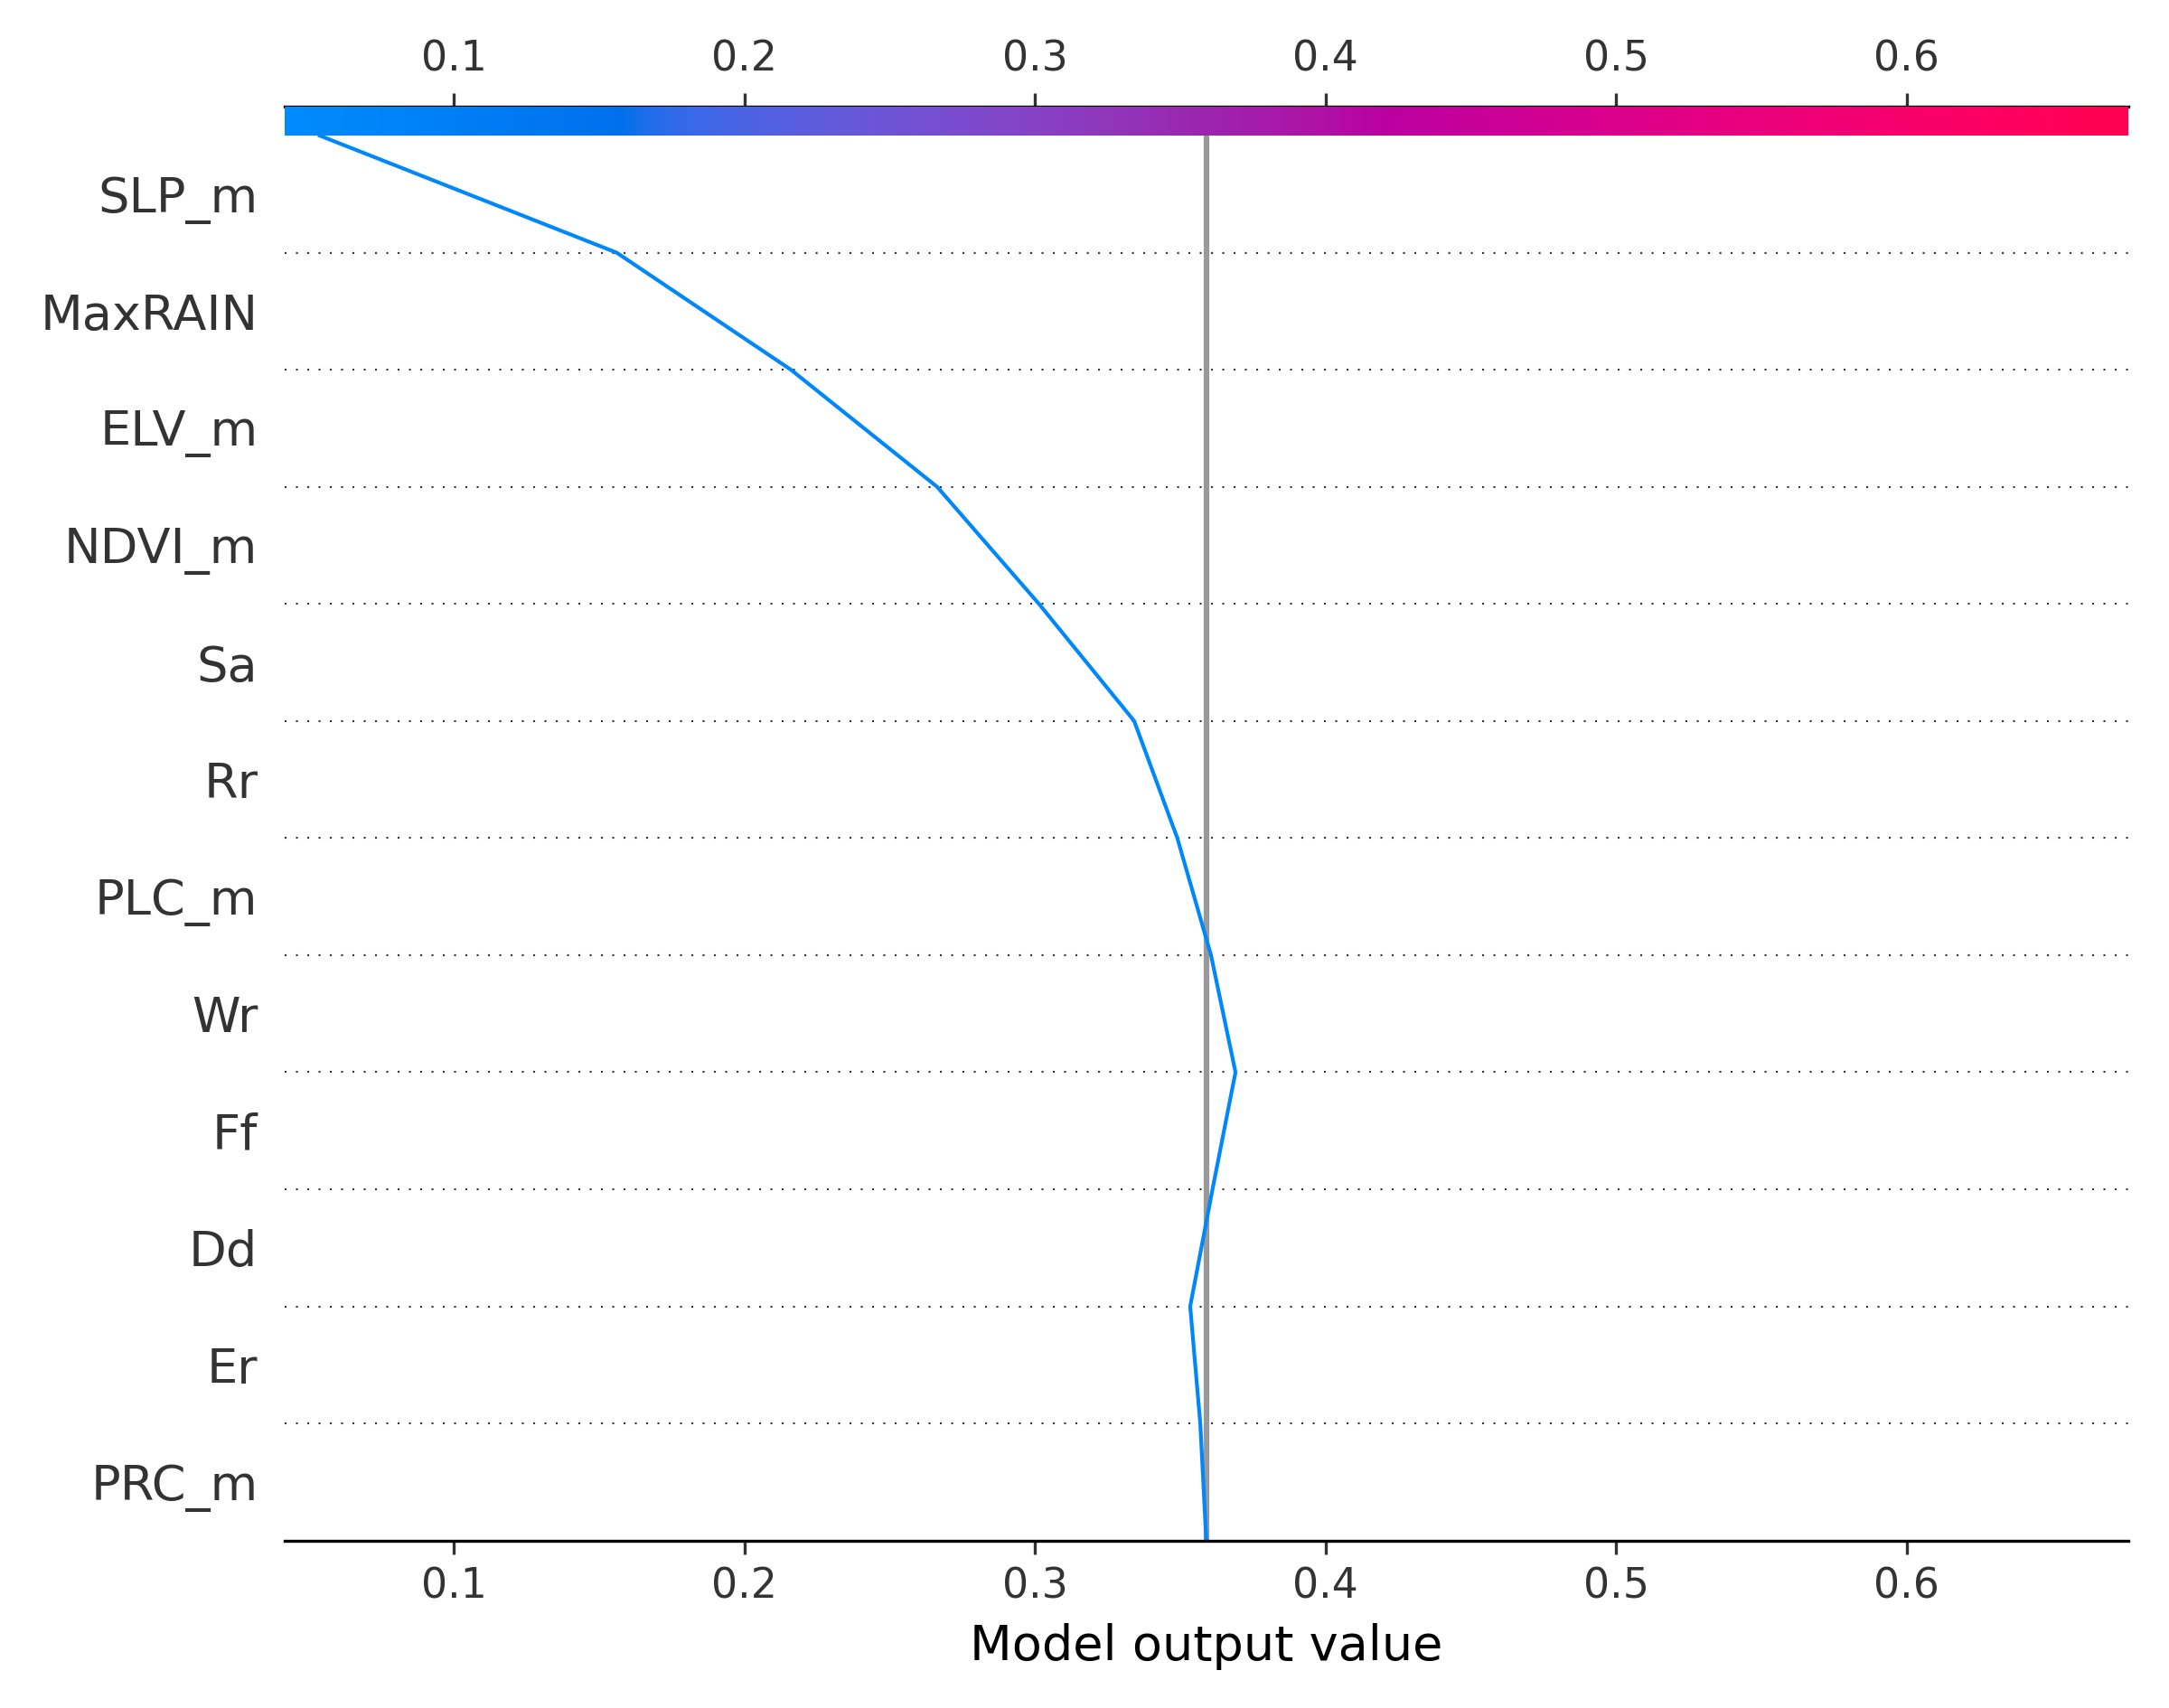 0.1 0.2 0.3 0.4 0.5 0.6
SLP_m
MaxRAIN
ELV_m
NDVI_m
Sa
Rr
PLC_m
Wr
Ff
Dd
Er
PRC_m
0.1 0.2 0.3 0.4 0.5 0.6
Model output value